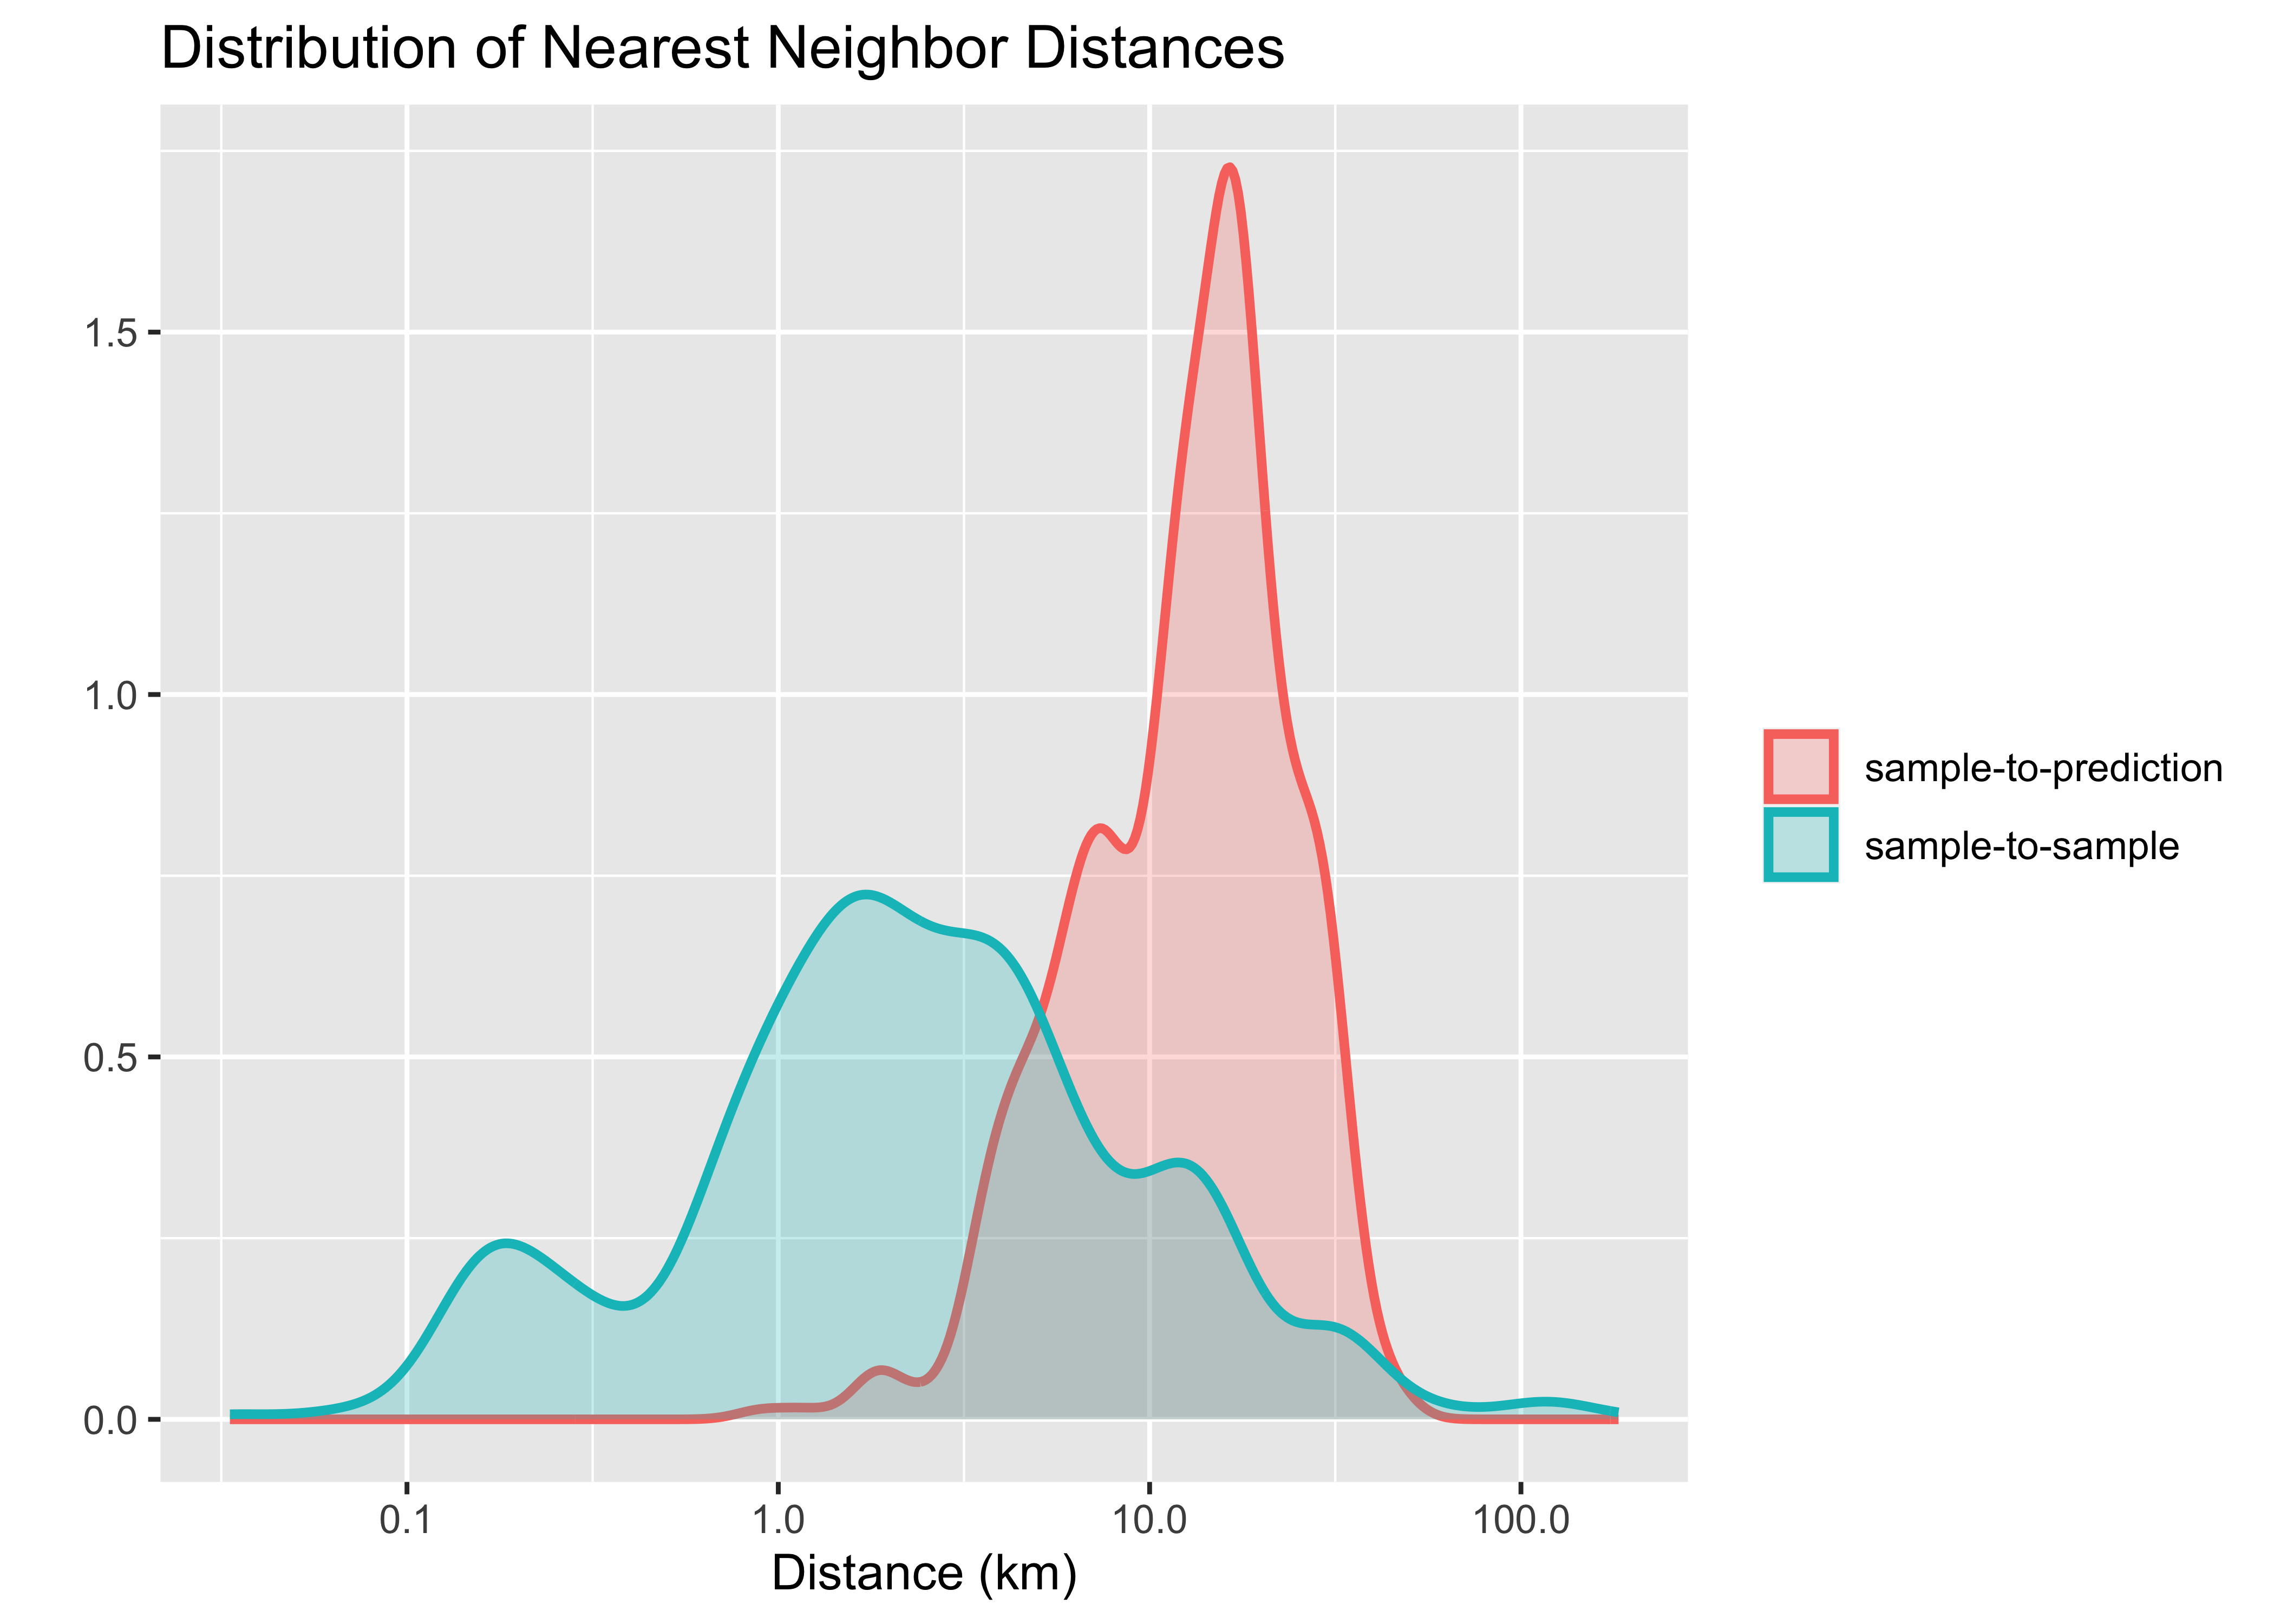 Distribution of Nearest Neighbor Distances
1.5
1.0
0.5
0.0
0.1 1.0 10.0 100.0
Distance (km)
sample-to-prediction
sample-to-sample